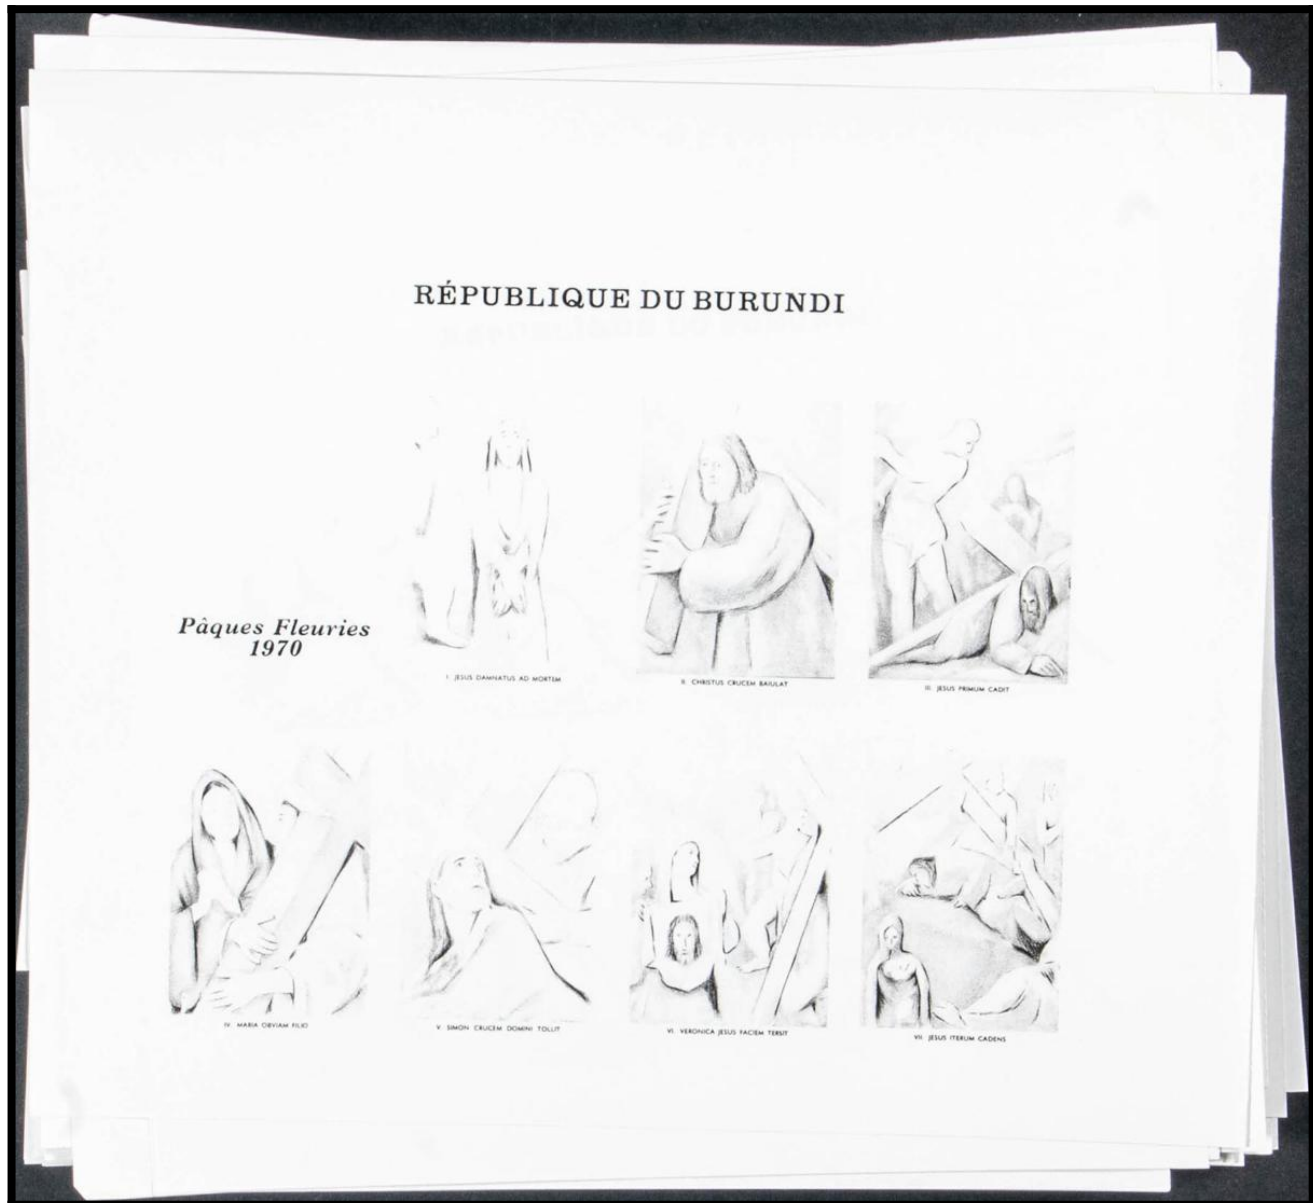 RÉPUBLIQUE DU BURUNDI
Pâques Fleuries
1970
I. JESUS DAMNATUS AD MORTEM
II. CHRISTUS CRUCEM BAIULAT
III. JESUS PRIMUM CADIT
IV. MARIA OBVIAM FILIO
V. SIMON CRUCEM DOMINI TOLLIT
VI. VERONICA JESUS FACIEM TERSIT
VII. JESUS ITERUM CADENS